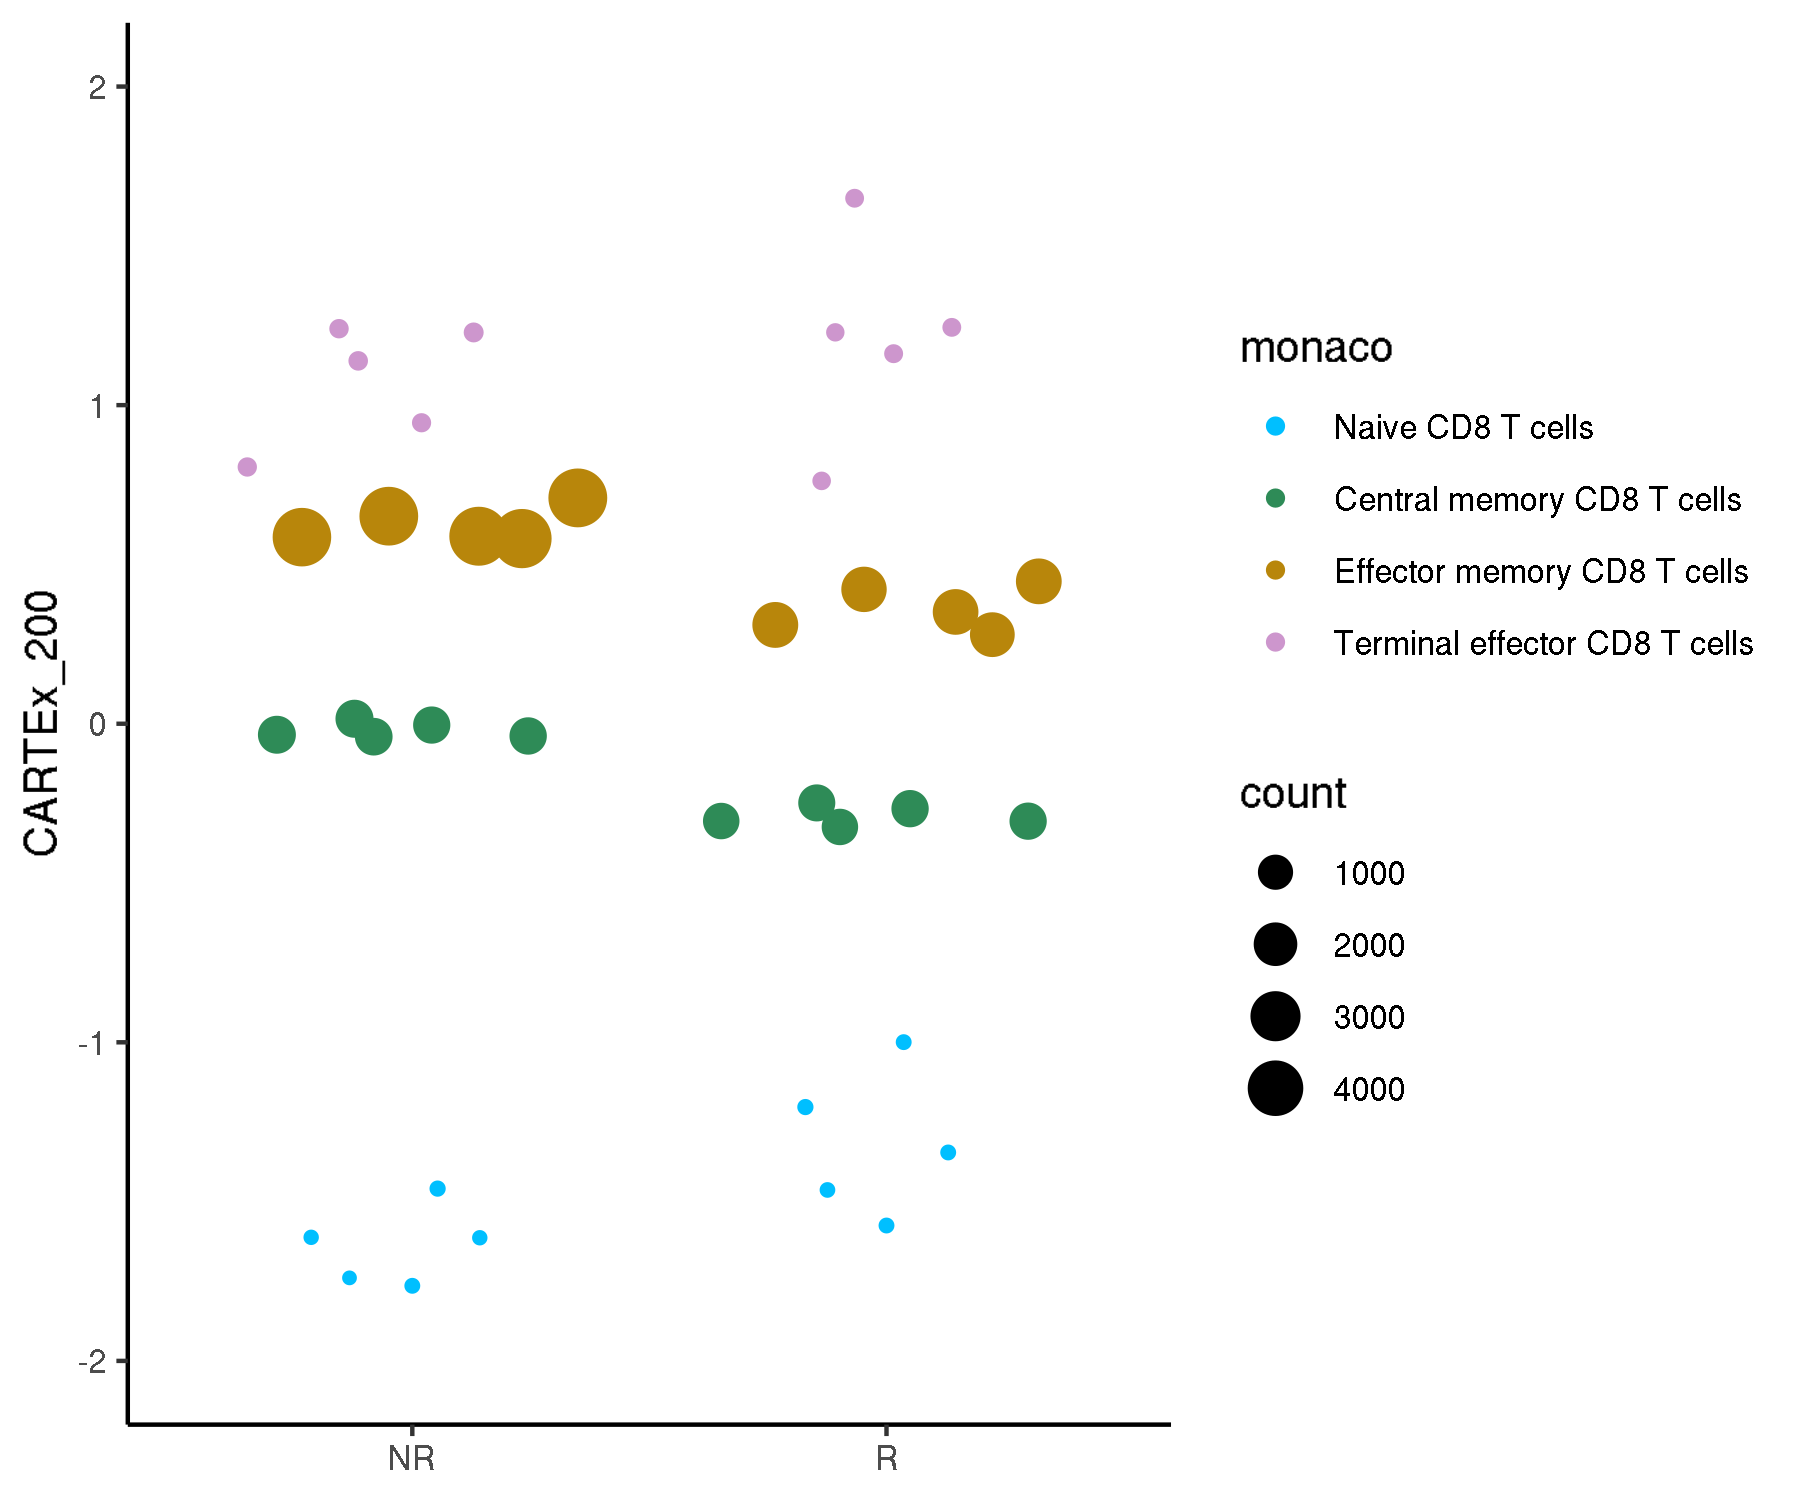 CARTEx_200
2
1
0
-1
-2
NR
R
monaco
Naive CD8 T cells
Central memory CD8 T cells
Effector memory CD8 T cells
Terminal effector CD8 T cells
count
1000
2000
3000
4000